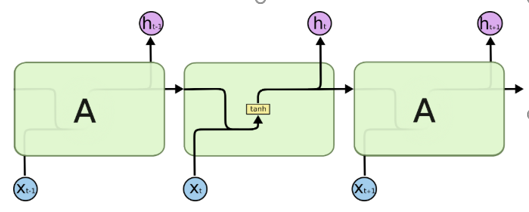 ht-1 ht ht+1
A tanh A
xt-1 xt xt+1